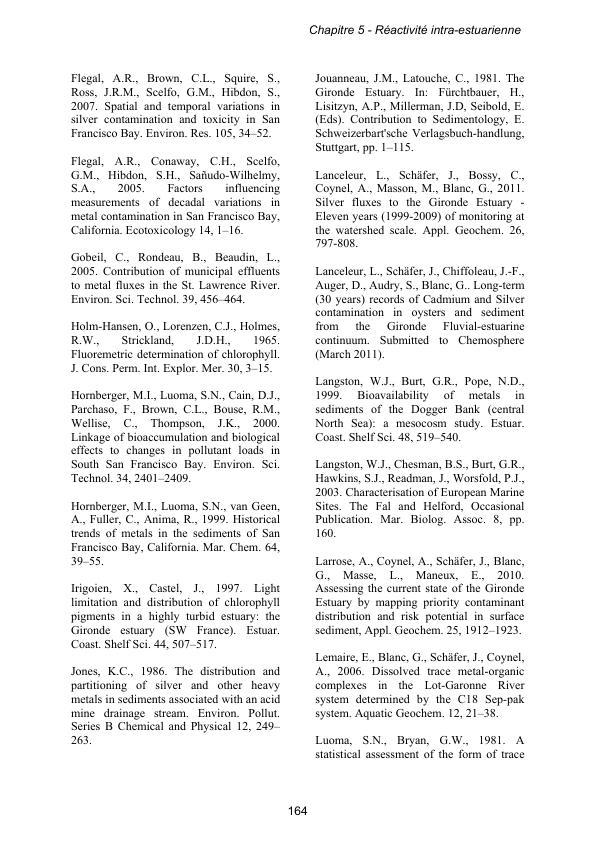 Chapitre 5 - Réactivité intra-estuarienne
Flegal, A.R., Brown, C.L., Squire, S.,
Ross, J.R.M., Scelfo, G.M., Hibdon, S.,
2007. Spatial and temporal variations in
silver contamination and toxicity in San
Francisco Bay. Environ. Res. 105, 34–52.
Flegal, A.R., Conaway, C.H., Scelfo,
G.M., Hibdon, S.H., Sañudo-Wilhelmy,
S.A., 2005. Factors influencing
measurements of decadal variations in
metal contamination in San Francisco Bay,
California. Ecotoxicology 14, 1–16.
Gobeil, C., Rondeau, B., Beaudin, L.,
2005. Contribution of municipal effluents
to metal fluxes in the St. Lawrence River.
Environ. Sci. Technol. 39, 456–464.
Holm-Hansen, O., Lorenzen, C.J., Holmes,
R.W., Strickland, J.D.H., 1965.
Fluoremetric determination of chlorophyll.
J. Cons. Perm. Int. Explor. Mer. 30, 3–15.
Hornberger, M.I., Luoma, S.N., Cain, D.J.,
Parchaso, F., Brown, C.L., Bouse, R.M.,
Wellise, C., Thompson, J.K., 2000.
Linkage of bioaccumulation and biological
effects to changes in pollutant loads in
South San Francisco Bay. Environ. Sci.
Technol. 34, 2401–2409.
Hornberger, M.I., Luoma, S.N., van Geen,
A., Fuller, C., Anima, R., 1999. Historical
trends of metals in the sediments of San
Francisco Bay, California. Mar. Chem. 64,
39–55.
Irigoien, X., Castel, J., 1997. Light
limitation and distribution of chlorophyll
pigments in a highly turbid estuary: the
Gironde estuary (SW France). Estuar.
Coast. Shelf Sci. 44, 507–517.
Jones, K.C., 1986. The distribution and
partitioning of silver and other heavy
metals in sediments associated with an acid
mine drainage stream. Environ. Pollut.
Series B Chemical and Physical 12, 249–
263.
Jouanneau, J.M., Latouche, C., 1981. The
Gironde Estuary. In: Fürchtbauer, H.,
Lisitzyn, A.P., Millerman, J.D, Seibold, E.
(Eds). Contribution to Sedimentology, E.
Schweizerbart'sche Verlagsbuch-handlung,
Stuttgart, pp. 1–115.
Lanceleur, L., Schäfer, J., Bossy, C.,
Coynel, A., Masson, M., Blanc, G., 2011.
Silver fluxes to the Gironde Estuary -
Eleven years (1999-2009) of monitoring at
the watershed scale. Appl. Geochem. 26,
797-808.
Lanceleur, L., Schäfer, J., Chiffoleau, J.-F.,
Auger, D., Audry, S., Blanc, G.. Long-term
(30 years) records of Cadmium and Silver
contamination in oysters and sediment
from the Gironde Fluvial-estuarine
continuum. Submitted to Chemosphere
(March 2011).
Langston, W.J., Burt, G.R., Pope, N.D.,
1999. Bioavailability of metals in
sediments of the Dogger Bank (central
North Sea): a mesocosm study. Estuar.
Coast. Shelf Sci. 48, 519–540.
Langston, W.J., Chesman, B.S., Burt, G.R.,
Hawkins, S.J., Readman, J., Worsfold, P.J.,
2003. Characterisation of European Marine
Sites. The Fal and Helford, Occasional
Publication. Mar. Biolog. Assoc. 8, pp.
160.
Larrose, A., Coynel, A., Schäfer, J., Blanc,
G., Masse, L., Maneux, E., 2010.
Assessing the current state of the Gironde
Estuary by mapping priority contaminant
distribution and risk potential in surface
sediment, Appl. Geochem. 25, 1912–1923.
Lemaire, E., Blanc, G., Schäfer, J., Coynel,
A., 2006. Dissolved trace metal-organic
complexes in the Lot-Garonne River
system determined by the C18 Sep-pak
system. Aquatic Geochem. 12, 21–38.
Luoma, S.N., Bryan, G.W., 1981. A
statistical assessment of the form of trace
164